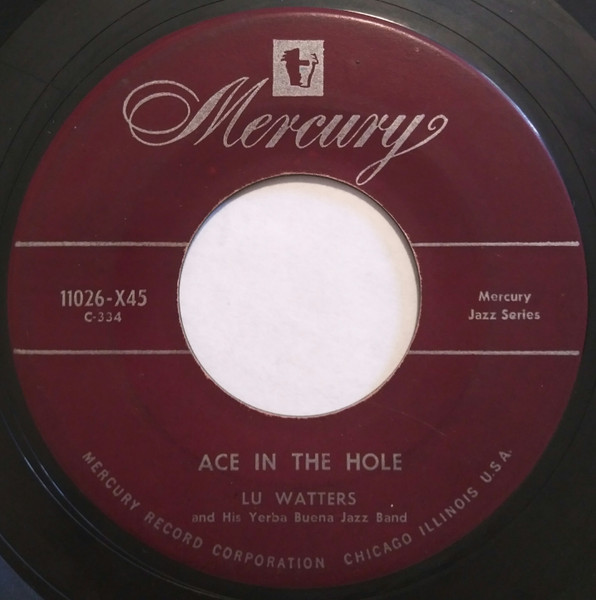 Mercury
11026-X45
C-334
Mercury
Jazz Series
ACE IN THE HOLE
LU WATTERS
and His Yerba Buena Jazz Band
MERCURY RECORD CORPORATION CHICAGO ILLINOIS U.S.A.